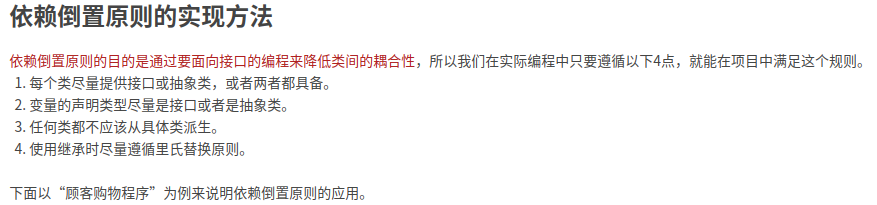 依赖倒置原则的实现方法
依赖倒置原则的目的是通过要面向接口的编程来降低类间的耦合性，所以我们在实际编程中只要遵循以下4点，就能在项目中满足这个规则。
1. 每个类尽量提供接口或抽象类，或者两者都具备。
2. 变量的声明类型尽量是接口或者是抽象类。
3. 任何类都不应该从具体类派生。
4. 使用继承时尽量遵循里氏替换原则。
下面以“顾客购物程序”为例来说明依赖倒置原则的应用。